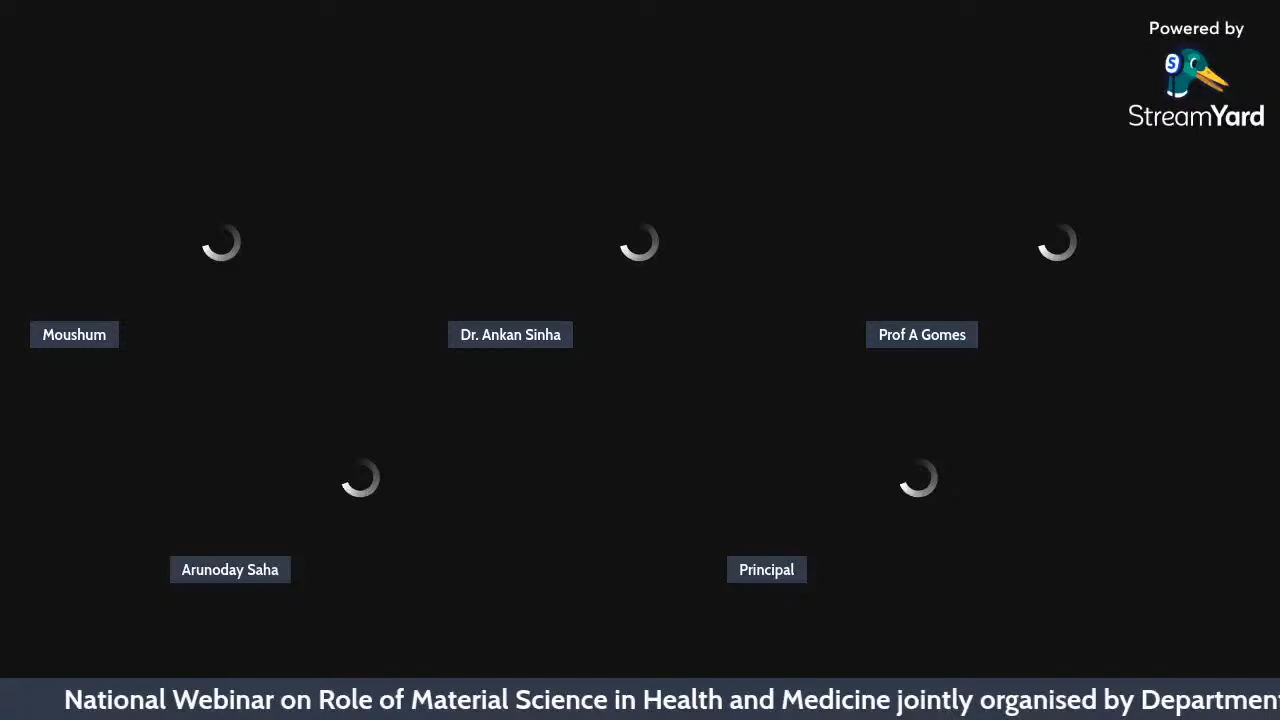 Powered by
S
StreamYard
Moushum
Dr. Ankan Sinha
Prof A Gomes
Arunoday Saha
Principal
National Webinar on Role of Material Science in Health and Medicine jointly organised by Departmen